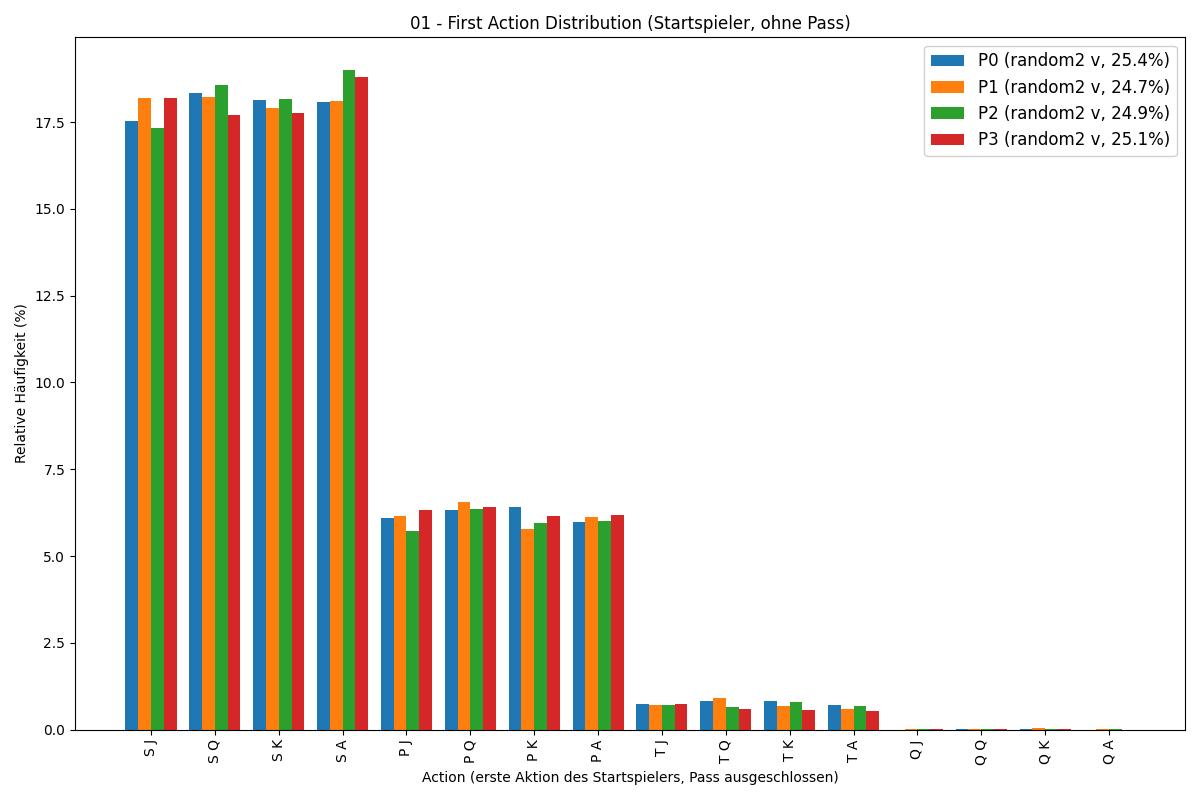 01 - First Action Distribution (Startspieler, ohne Pass)
P0 (random2 v, 25.4%)
P1 (random2 v, 24.7%)
P2 (random2 v, 24.9%)
P3 (random2 v, 25.1%)
Relative Häufigkeit (%)
17.5
15.0
12.5
10.0
7.5
5.0
2.5
0.0
S J
S Q
S K
S A
P J
P Q
P K
P A
T J
T Q
T K
T A
Q J
Q Q
Q K
Q A
Action (erste Aktion des Startspielers, Pass ausgeschlossen)